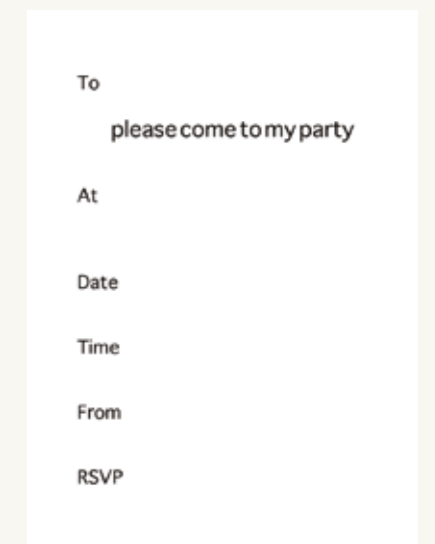 To
please come to my party
At
Date
Time
From
RSVP